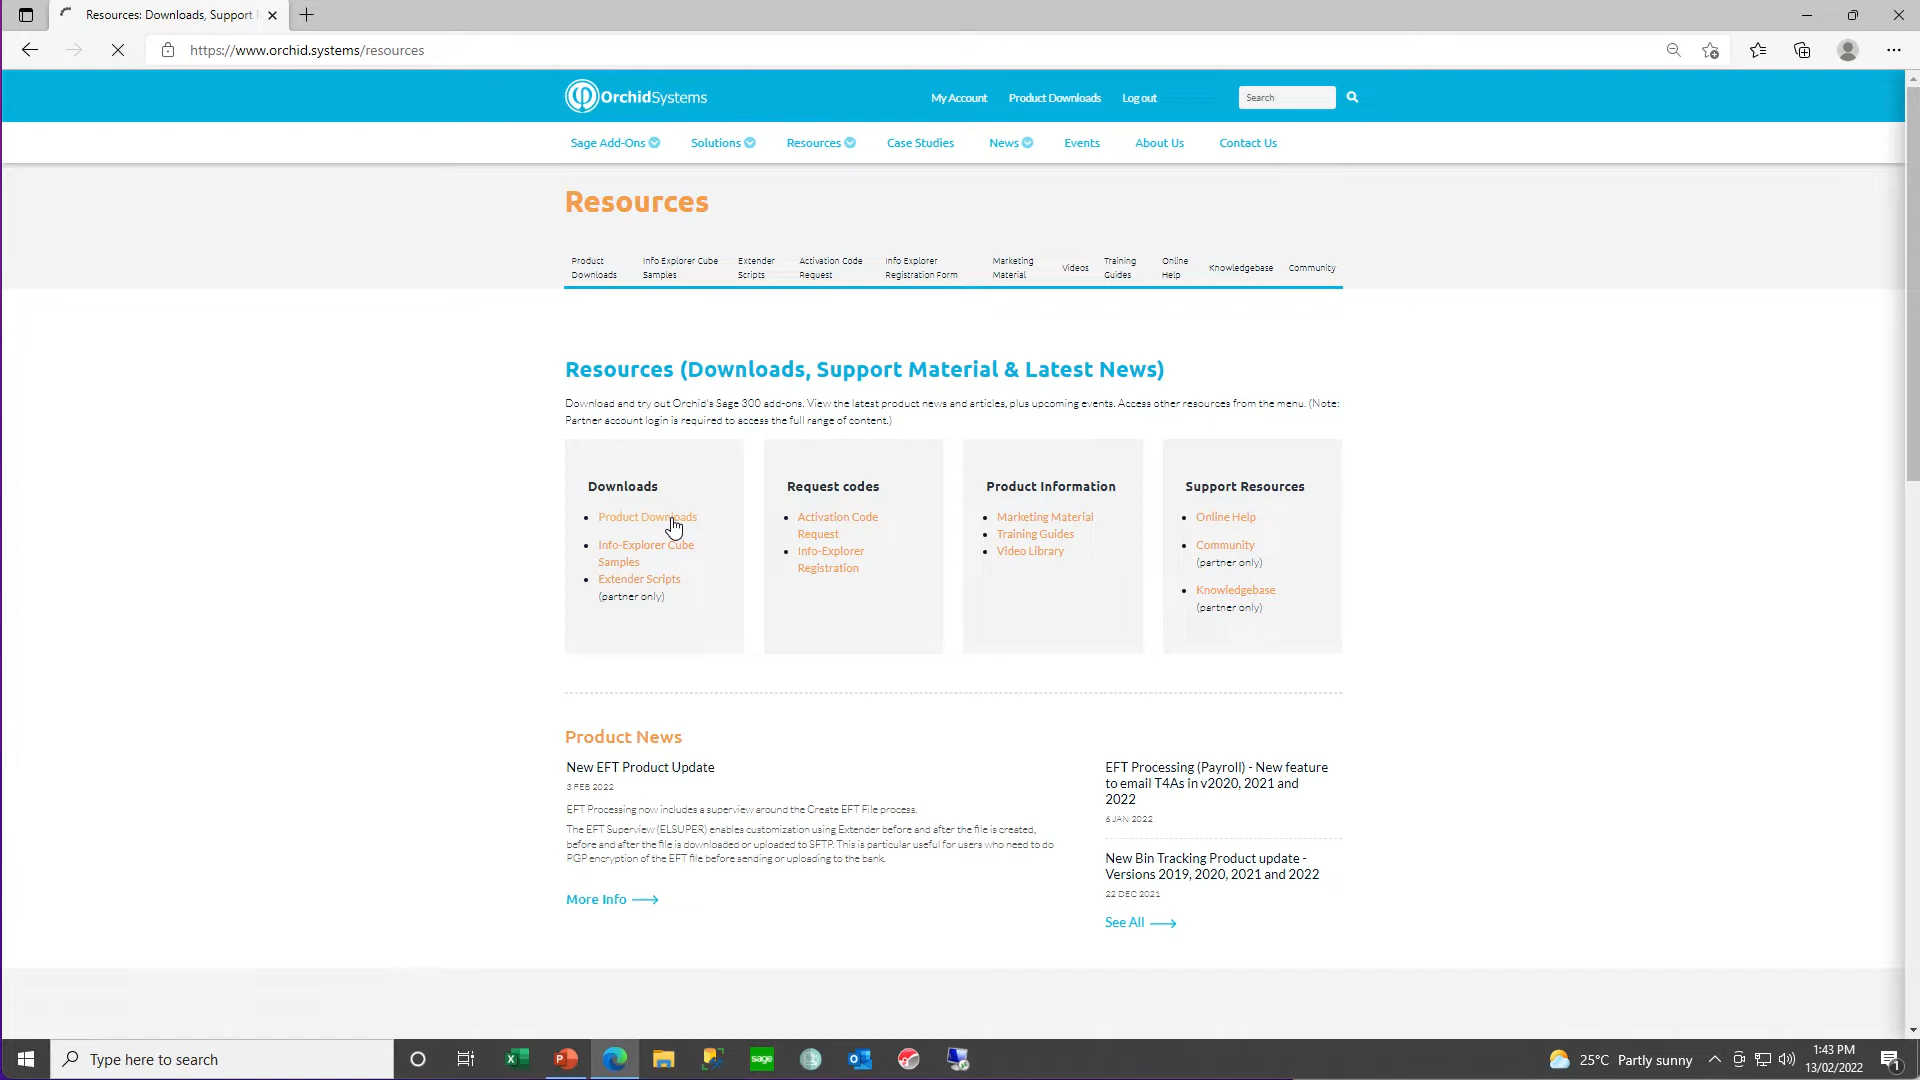 Resources: Downloads, Support
https://www.orchid.systems/resources
OrchidSystems
My Account
Product Downloads
Log out
Search
Sage Add-Ons
Solutions
Resources
Case Studies
News
Events
About Us
Contact Us
Resources
Product Downloads
Info Explorer Cube Samples
Extender Scripts
Activation Code Request
Info Explorer Registration Form
Marketing Material
Videos
Training Guides
Online Help
Knowledgebase
Community
Resources (Downloads, Support Material & Latest News)
Download and try out Orchid's Sage 300 add-ons. View the latest product news and articles, plus upcoming events. Access other resources from the menu. (Note:
Partner account login is required to access the full range of content.)
Downloads
Product Downloads
Info-Explorer Cube
Samples
Extender Scripts
(partner only)
Request codes
Activation Code
Request
Info-Explorer
Registration
Product Information
Marketing Material
Training Guides
Video Library
Support Resources
Online Help
Community
(partner only)
Knowledgebase
(partner only)
Product News
New EFT Product Update
3 FEB 2022
EFT Processing now includes a superview around the Create EFT File process.
The EFT Superview (ELSUPER) enables customization using Extender before and after the file is created,
before and after the file is downloaded or uploaded to SFTP. This is particular useful for users who need to do
PGP encryption of the EFT file before sending or uploading to the bank.
More Info
EFT Processing (Payroll) - New feature
to email T4As in v2020, 2021 and
2022
6 JAN 2022
New Bin Tracking Product update -
Versions 2019, 2020, 2021 and 2022
22 DEC 2021
See All
Type here to search
sage
25°C Partly sunny
1:43 PM
13/02/2022
1